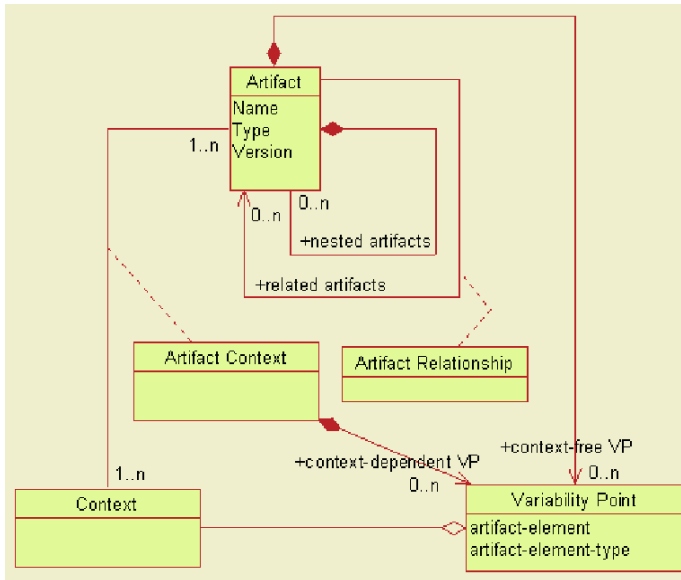 Artifact
Name
Type
Version
1..n
0..n
0..n
+nested artifacts
+related artifacts
Artifact Context
Artifact Relationship
+context-dependent VP
+context-free VP
1..n
0..n
0..n
Context
Variability Point
artifact-element
artifact-element-type